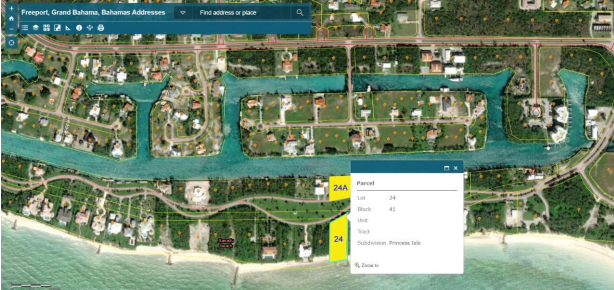 Freeport, Grand Bahama, Bahamas Addresses
Find address or place
24A
24
Parcel
Lot 24
Block 41
Unit
Tract
Subdivision Princess Isle
Zoom to